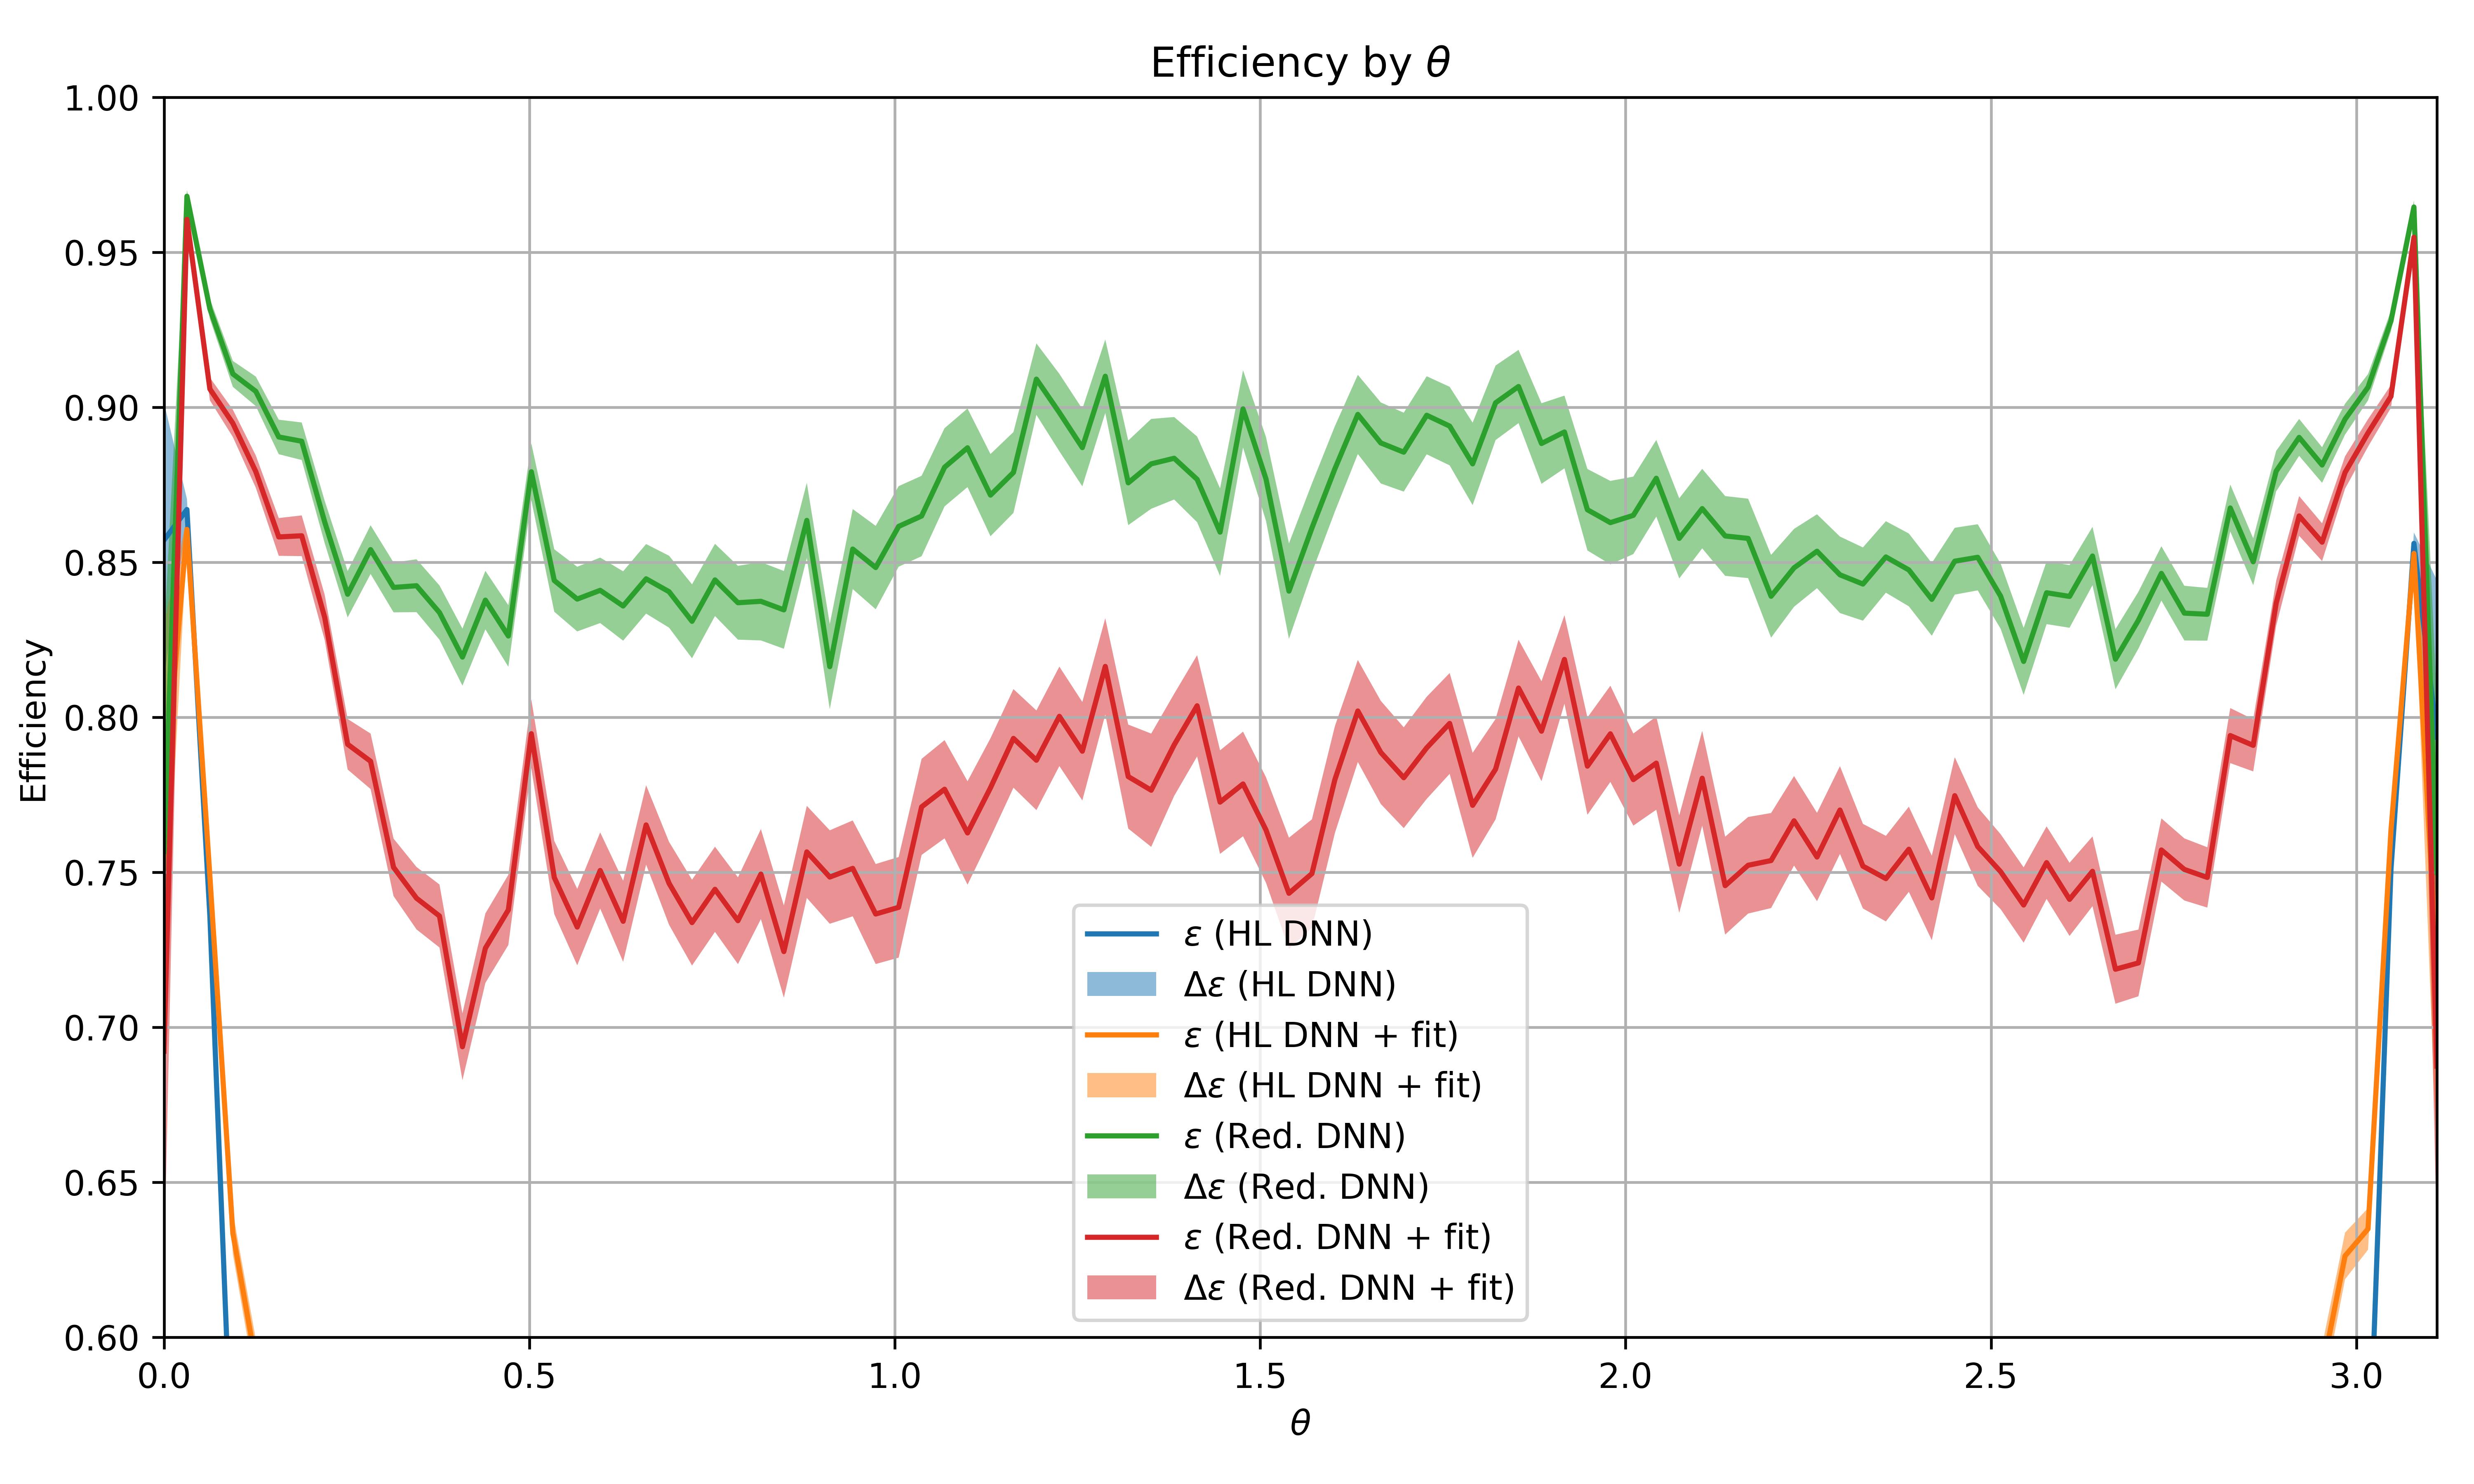 Efficiency by θ
1.00
0.95
0.90
0.85
0.80
0.75
0.70
0.65
0.60
Efficiency
0.0 0.5 1.0 1.5 2.0 2.5 3.0
θ
ε (HL DNN)
Δε (HL DNN)
ε (HL DNN + fit)
Δε (HL DNN + fit)
ε (Red. DNN)
Δε (Red. DNN)
ε (Red. DNN + fit)
Δε (Red. DNN + fit)